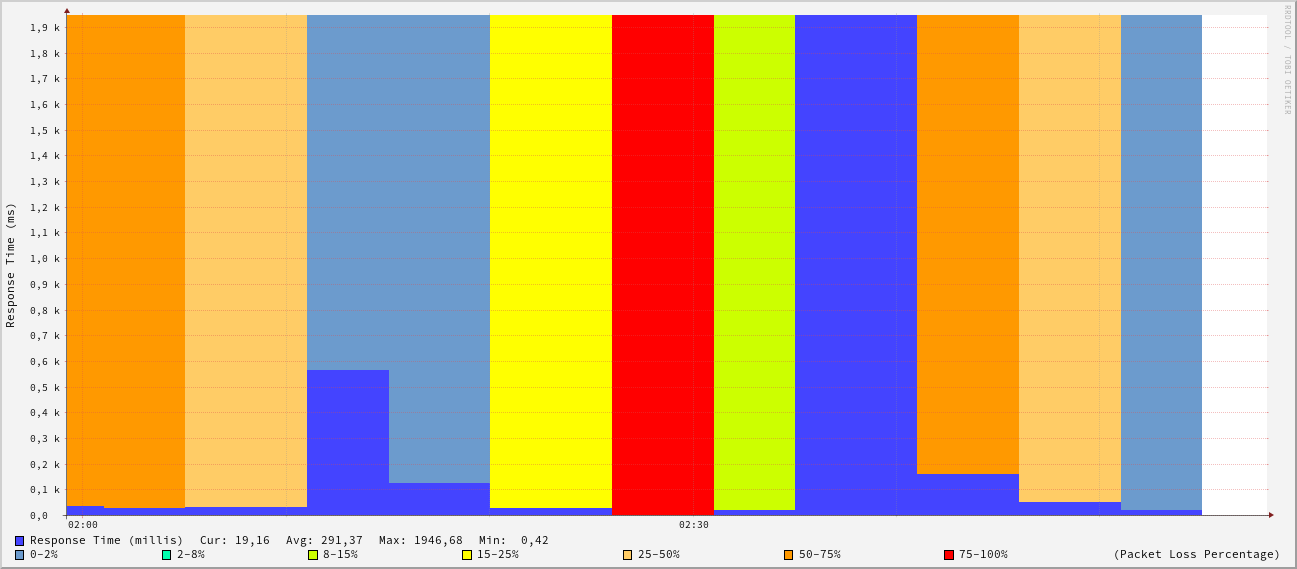 RRDTOOL / TOBI OETIKER
Response Time (ms)
1,9 k
1,8 k
1,7 k
1,6 k
1,5 k
1,4 k
1,3 k
1,2 k
1,1 k
1,0 k
0,9 k
0,8 k
0,7 k
0,6 k
0,5 k
0,4 k
0,3 k
0,2 k
0,1 k
0,0
02:00 02:30
Response Time (millis) Cur: 19,16 Avg: 291,37 Max: 1946,68 Min: 0,42
0-2% 2-8% 8-15% 15-25% 25-50% 50-75% 75-100% (Packet Loss Percentage)